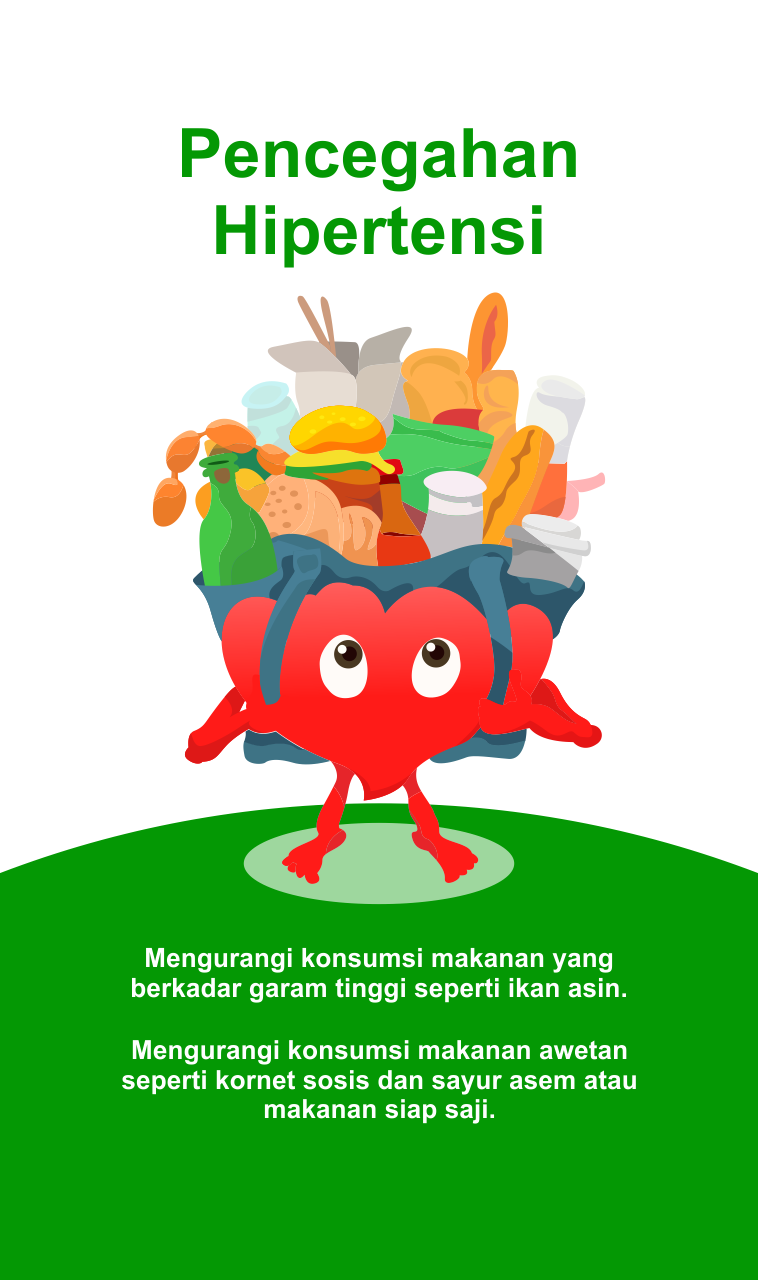 Pencegahan
Hipertensi
Mengurangi konsumsi makanan yang
berkadar garam tinggi seperti ikan asin.
Mengurangi konsumsi makanan awetan
seperti kornet sosis dan sayur asem atau
makanan siap saji.